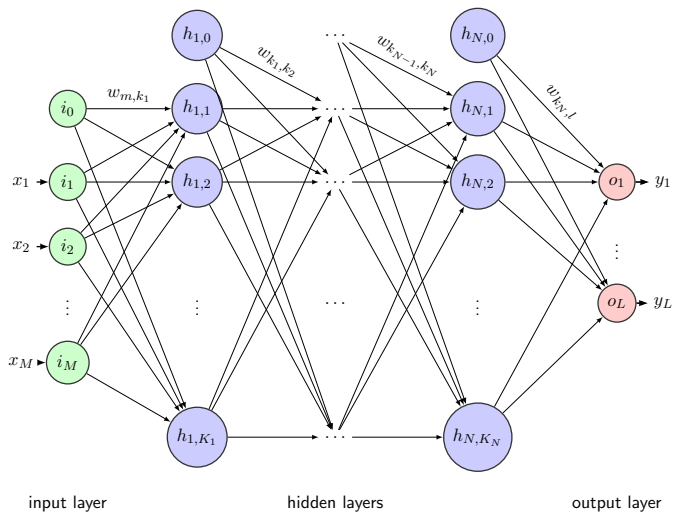 h_{1,0} ··· h_{N,0}
w_{k_1,k_2} w_{k_{N-1},k_N}
w_{m,k_1} w_{k_N,l}
i_0 h_{1,1} ··· h_{N,1}
x_1 i_1 h_{1,2} ··· h_{N,2} o_1 y_1
x_2 i_2
⋮ ⋮ ··· ⋮ ⋮
o_L y_L
x_M i_M
h_{1,K_1} ··· h_{N,K_N}
input layer hidden layers output layer